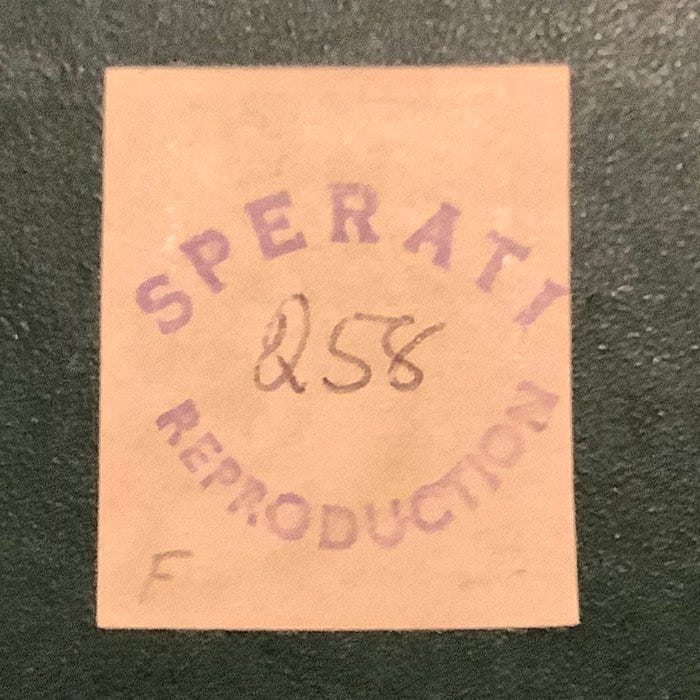 SPERATI
Q58
REPRODUCTION
F